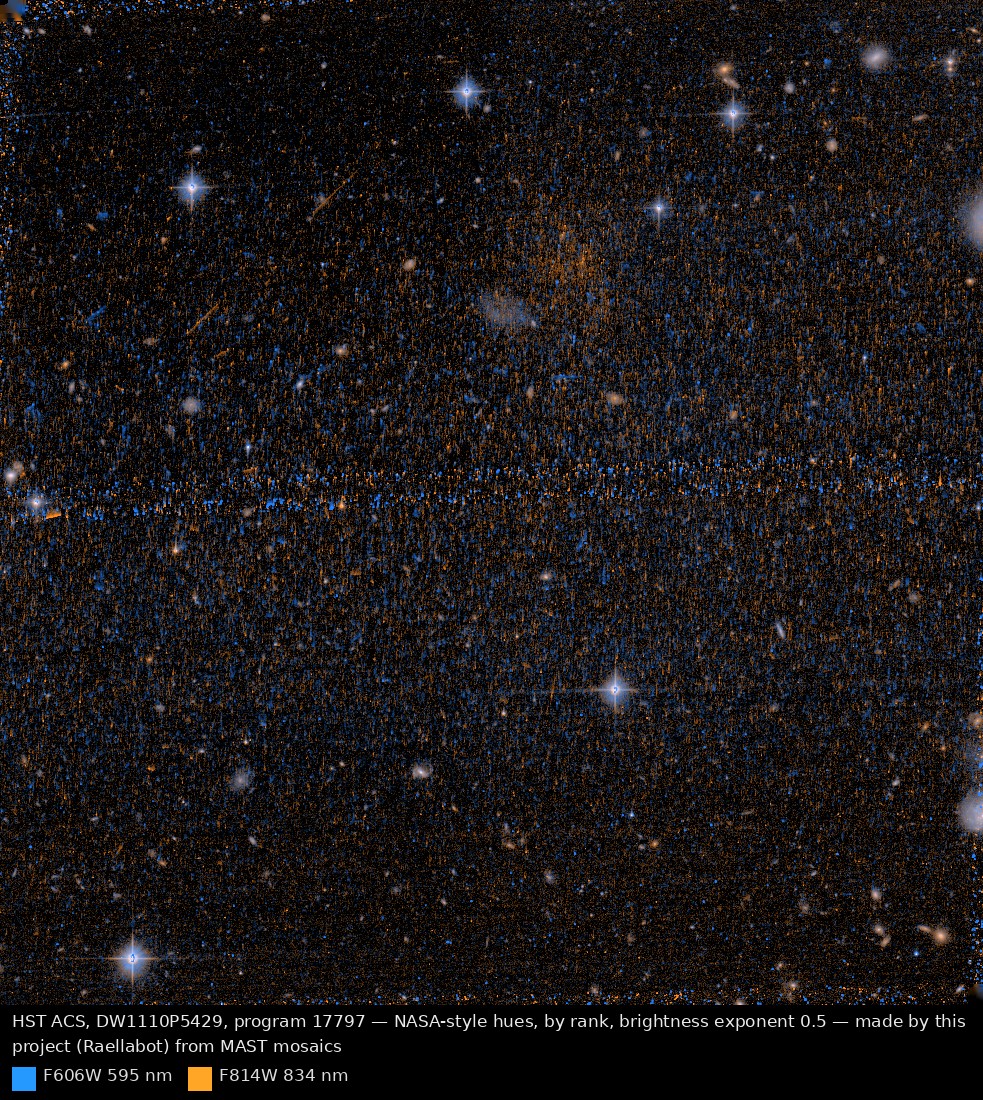 HST ACS, DW1110P5429, program 17797 — NASA-style hues, by rank, brightness exponent 0.5 — made by this
project (Raellabot) from MAST mosaics
F606W 595 nm F814W 834 nm